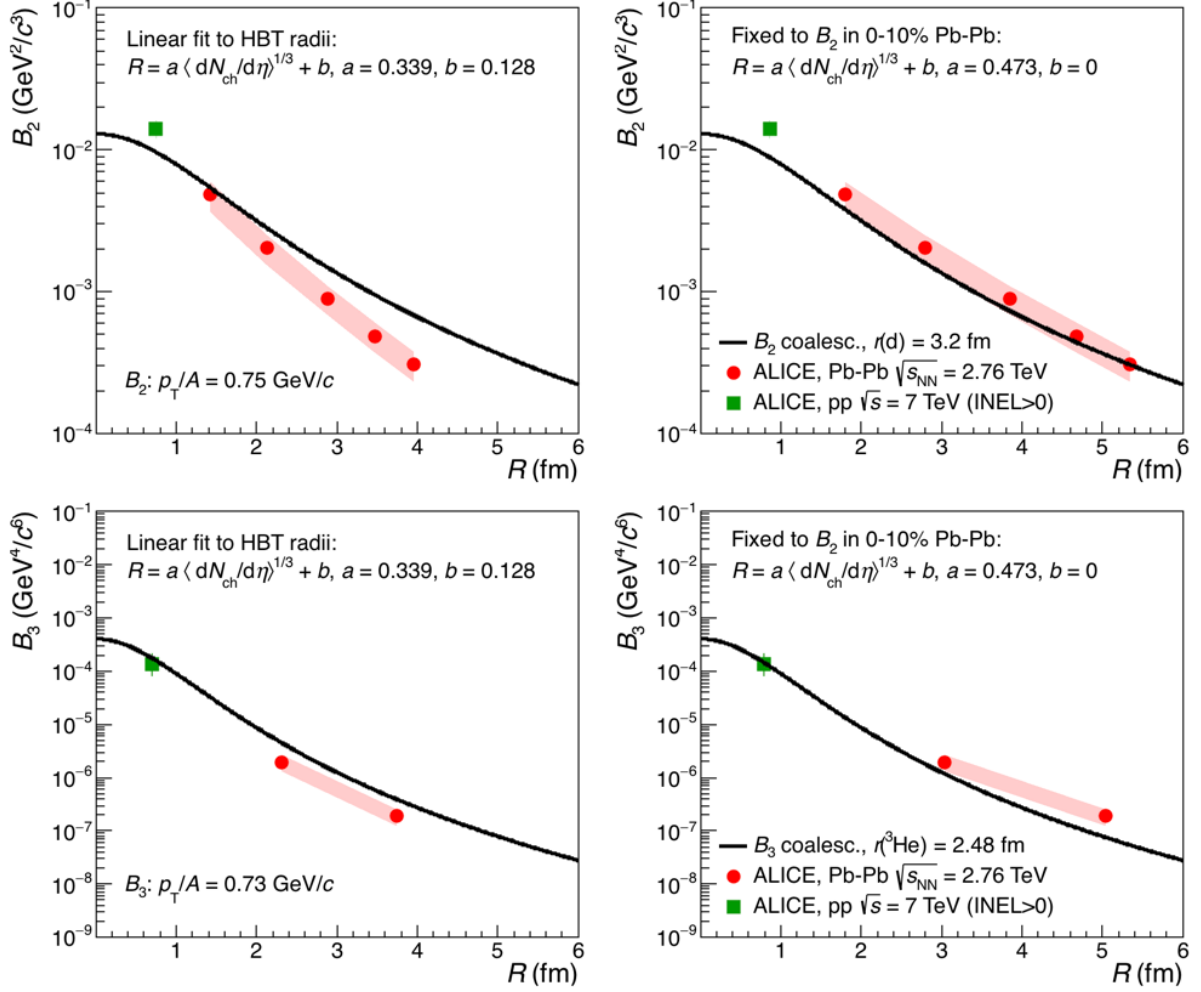 B₂ (GeV²/c³)
10⁻¹
10⁻²
10⁻³
10⁻⁴
Linear fit to HBT radii:
R = a ⟨ dN_ch/dη⟩^1/3 + b, a = 0.339, b = 0.128
B₂: p_T/A = 0.75 GeV/c
1 2 3 4 5 6
R (fm)
B₂ (GeV²/c³)
10⁻¹
10⁻²
10⁻³
10⁻⁴
Fixed to B₂ in 0-10% Pb-Pb:
R = a ⟨ dN_ch/dη⟩^1/3 + b, a = 0.473, b = 0
B₂ coalesc., r(d) = 3.2 fm
ALICE, Pb-Pb √s_NN = 2.76 TeV
ALICE, pp √s = 7 TeV (INEL>0)
1 2 3 4 5 6
R (fm)
B₃ (GeV⁴/c⁶)
10⁻¹
10⁻²
10⁻³
10⁻⁴
10⁻⁵
10⁻⁶
10⁻⁷
10⁻⁸
10⁻⁹
Linear fit to HBT radii:
R = a ⟨ dN_ch/dη⟩^1/3 + b, a = 0.339, b = 0.128
B₃: p_T/A = 0.73 GeV/c
1 2 3 4 5 6
R (fm)
B₃ (GeV⁴/c⁶)
10⁻¹
10⁻²
10⁻³
10⁻⁴
10⁻⁵
10⁻⁶
10⁻⁷
10⁻⁸
10⁻⁹
Fixed to B₂ in 0-10% Pb-Pb:
R = a ⟨ dN_ch/dη⟩^1/3 + b, a = 0.473, b = 0
B₃ coalesc., r(³He) = 2.48 fm
ALICE, Pb-Pb √s_NN = 2.76 TeV
ALICE, pp √s = 7 TeV (INEL>0)
1 2 3 4 5 6
R (fm)